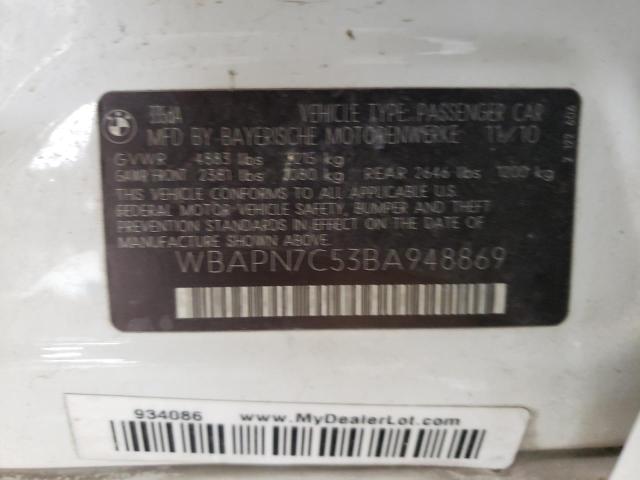 BMW 335dA VEHICLE TYPE: PASSENGER CAR
MFD BY BAYERISCHE MOTORENWERKE 11/10
GVWR 4883 lbs 2215 kg
GAWR FRONT 2381 lbs 1080 kg REAR 2646 lbs 1200 kg
THIS VEHICLE CONFORMS TO ALL APPLICABLE U.S.
FEDERAL MOTOR VEHICLE SAFETY, BUMPER AND THEFT
PREVENTION STANDARDS IN EFFECT ON THE DATE OF
MANUFACTURE SHOWN ABOVE
WBAPN7C53BA948869
934086 www.MyDealerLot.com